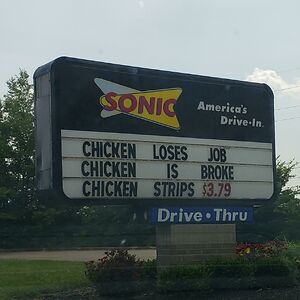 SONIC
America's
Drive-In.
CHICKEN LOSES JOB
CHICKEN IS BROKE
CHICKEN STRIPS $3.79
Drive•Thru